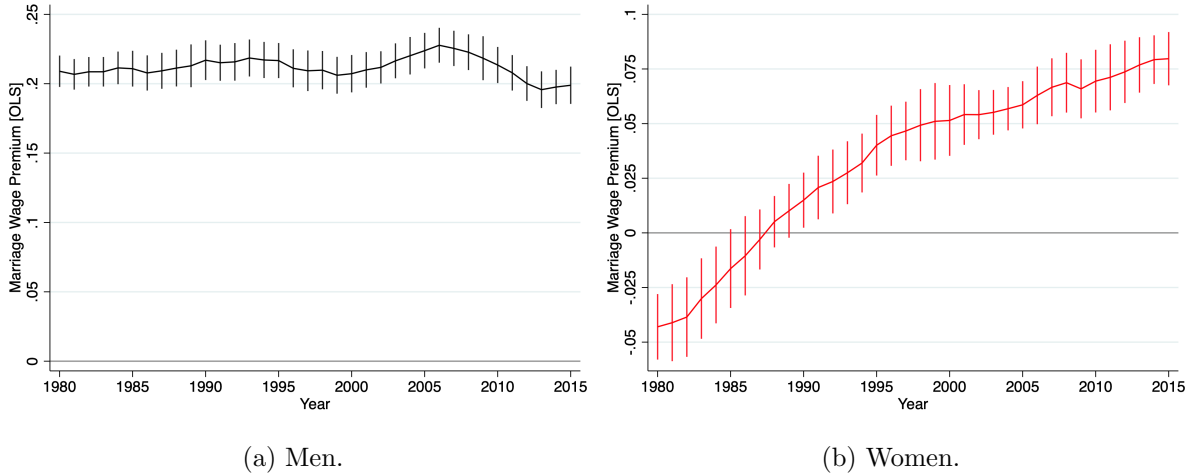 Marriage Wage Premium [OLS]
.25
.2
.15
.1
.05
0
1980 1985 1990 1995 2000 2005 2010 2015
Year
(a) Men.
Marriage Wage Premium [OLS]
.1
.075
.05
.025
0
-.025
-.05
1980 1985 1990 1995 2000 2005 2010 2015
Year
(b) Women.